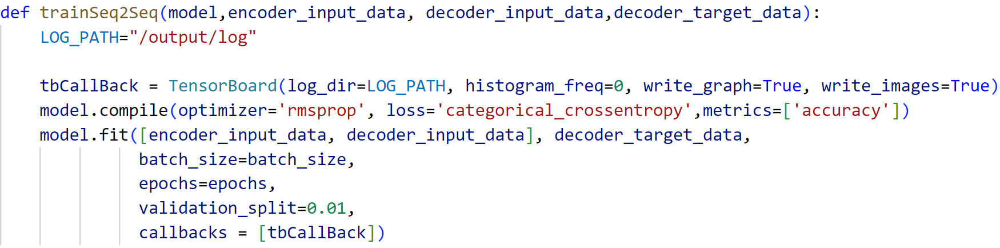 def trainSeq2Seq(model,encoder_input_data, decoder_input_data,decoder_target_data):
    LOG_PATH="/output/log"

    tbCallBack = TensorBoard(log_dir=LOG_PATH, histogram_freq=0, write_graph=True, write_images=True)
    model.compile(optimizer='rmsprop', loss='categorical_crossentropy',metrics=['accuracy'])
    model.fit([encoder_input_data, decoder_input_data], decoder_target_data,
              batch_size=batch_size,
              epochs=epochs,
              validation_split=0.01,
              callbacks = [tbCallBack])